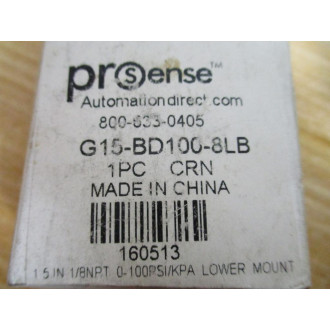 prosense™
Automationdirect.com
800-633-0405
G15-BD100-8LB
1PC CRN
MADE IN CHINA
160513
1.5 IN 1/8NPT 0-100PSI/KPA LOWER MOUNT